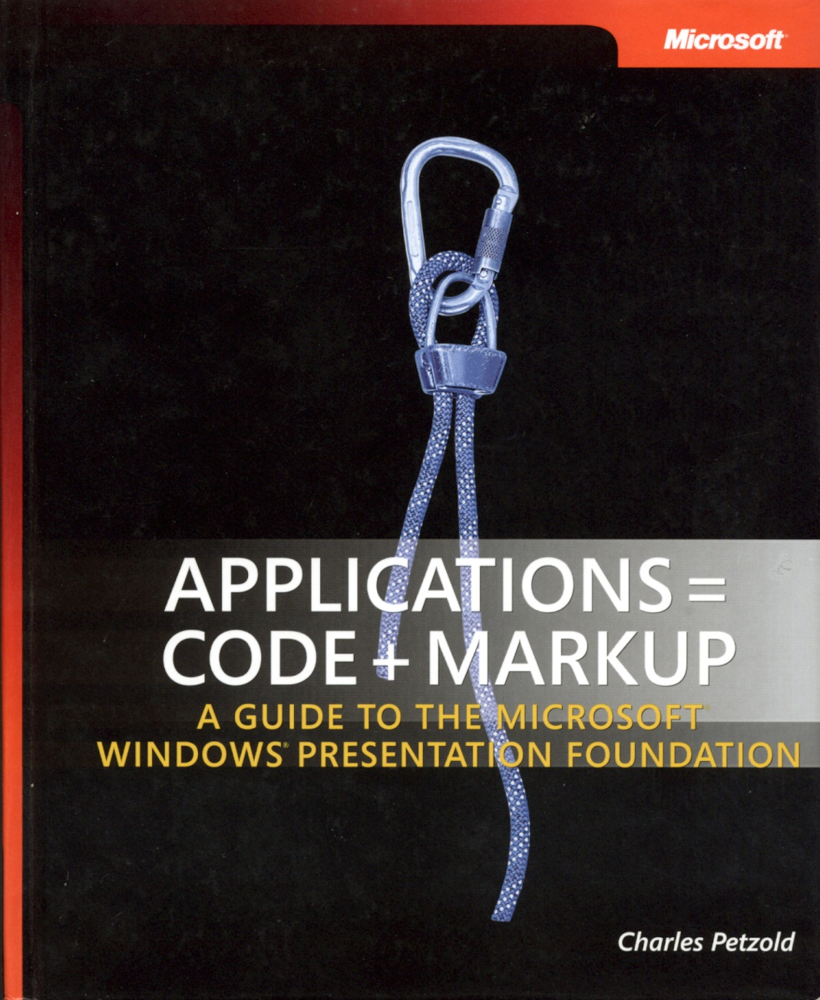 Microsoft®
APPLICATIONS =
CODE + MARKUP
A GUIDE TO THE MICROSOFT®
WINDOWS® PRESENTATION FOUNDATION
Charles Petzold